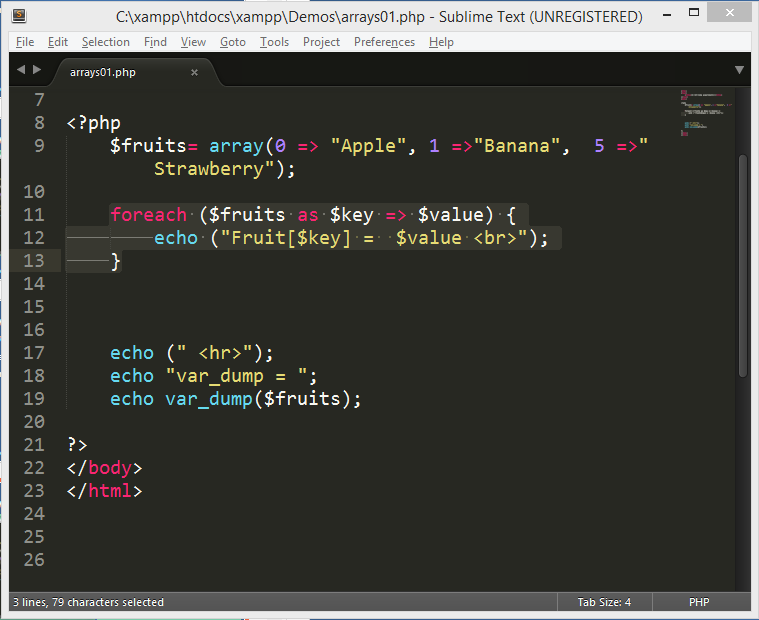 C:\xampp\htdocs\xampp\Demos\arrays01.php - Sublime Text (UNREGISTERED)
File Edit Selection Find View Goto Tools Project Preferences Help
arrays01.php
7
8 <?php
9 $fruits= array(0 => "Apple", 1 =>"Banana",  5 =>"
Strawberry");
10
11 foreach ($fruits as $key => $value) {
12 echo ("Fruit[$key] =  $value <br>");
13 }
14
15
16
17 echo (" <hr>");
18 echo "var_dump = ";
19 echo var_dump($fruits);
20
21 ?>
22 </body>
23 </html>
24
25
26
3 lines, 79 characters selected Tab Size: 4 PHP